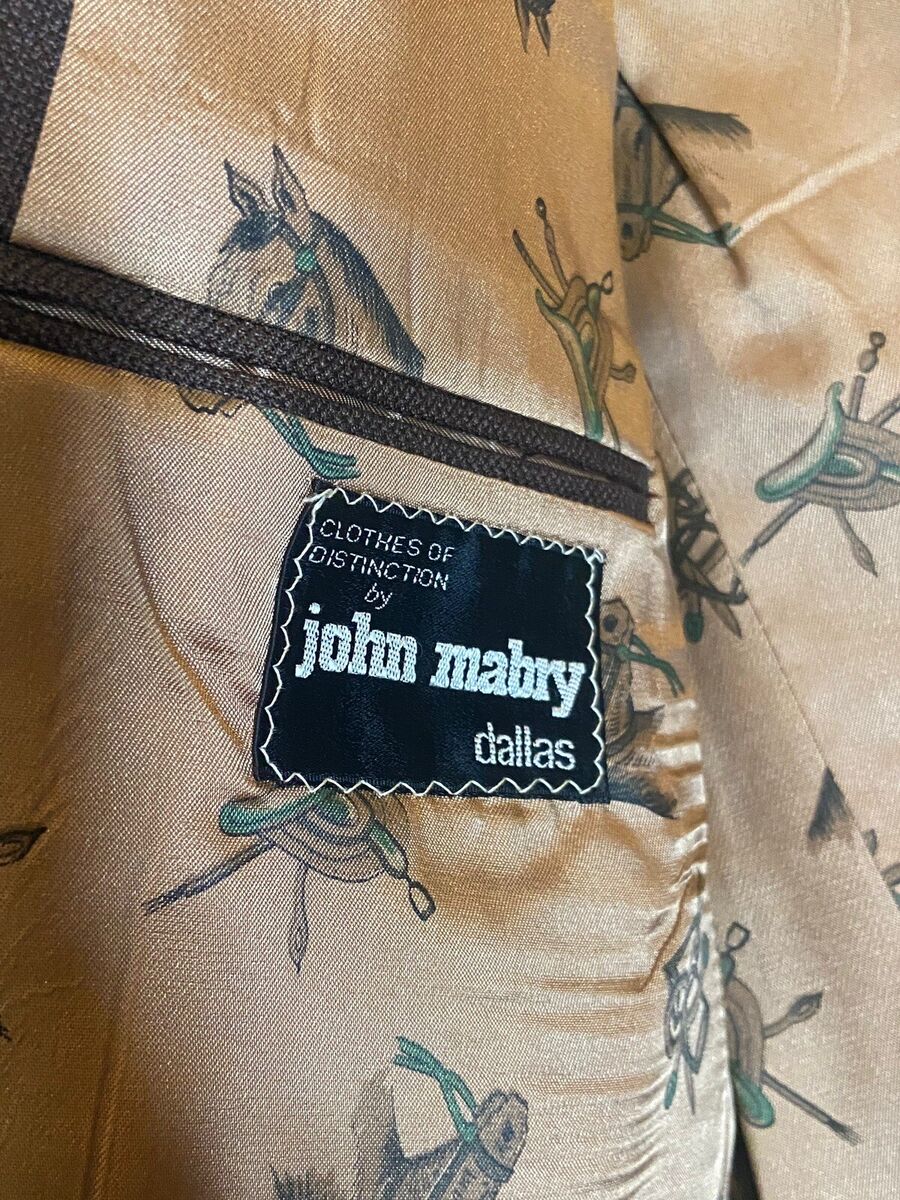 CLOTHES OF
DISTINCTION
by
john mabry
dallas